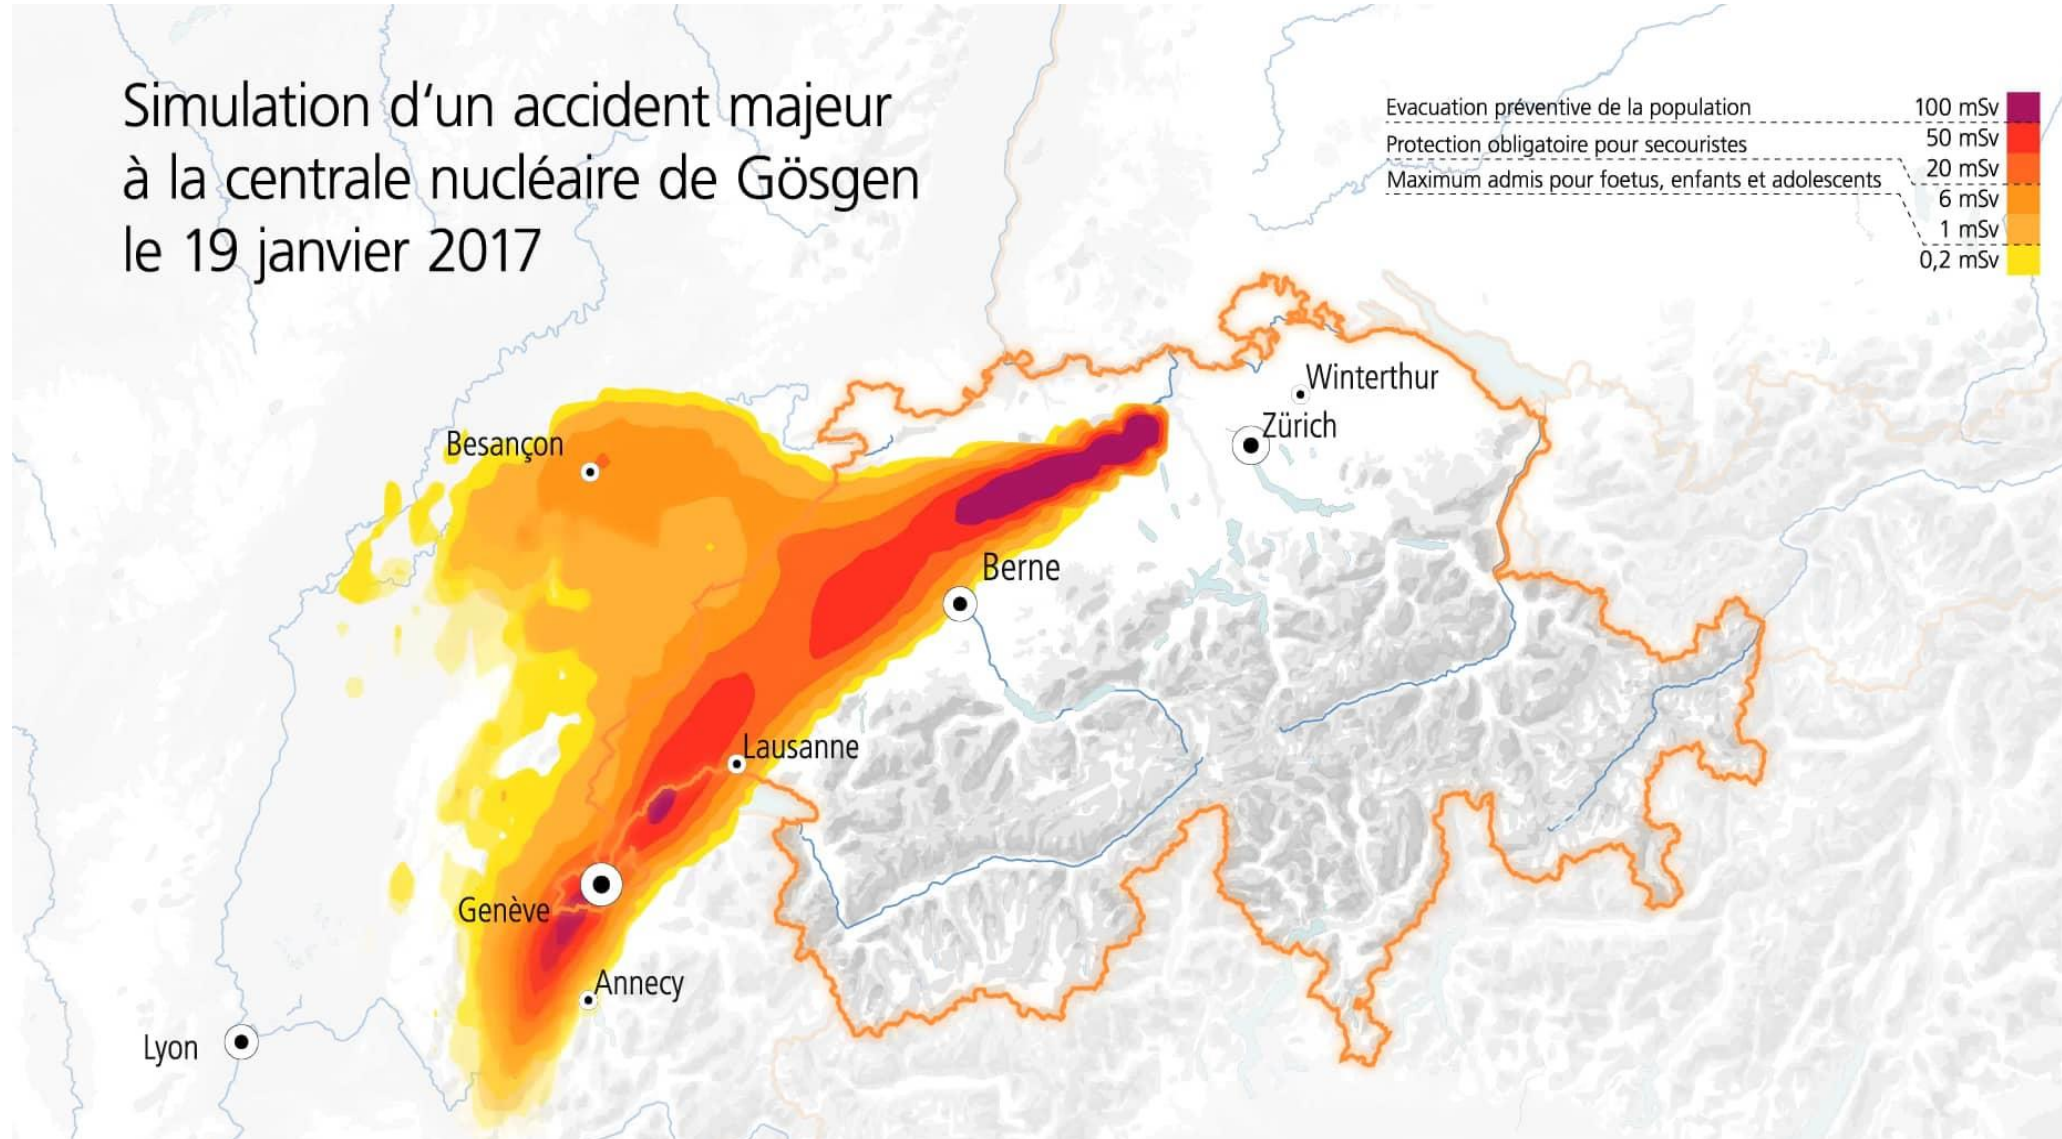 Simulation d‘un accident majeur
à la centrale nucléaire de Gösgen
le 19 janvier 2017
Evacuation préventive de la population 100 mSv
Protection obligatoire pour secouristes 50 mSv
20 mSv
Maximum admis pour foetus, enfants et adolescents
6 mSv
1 mSv
0,2 mSv
Winterthur
Zürich
Besançon
Berne
Lausanne
Genève
Annecy
Lyon